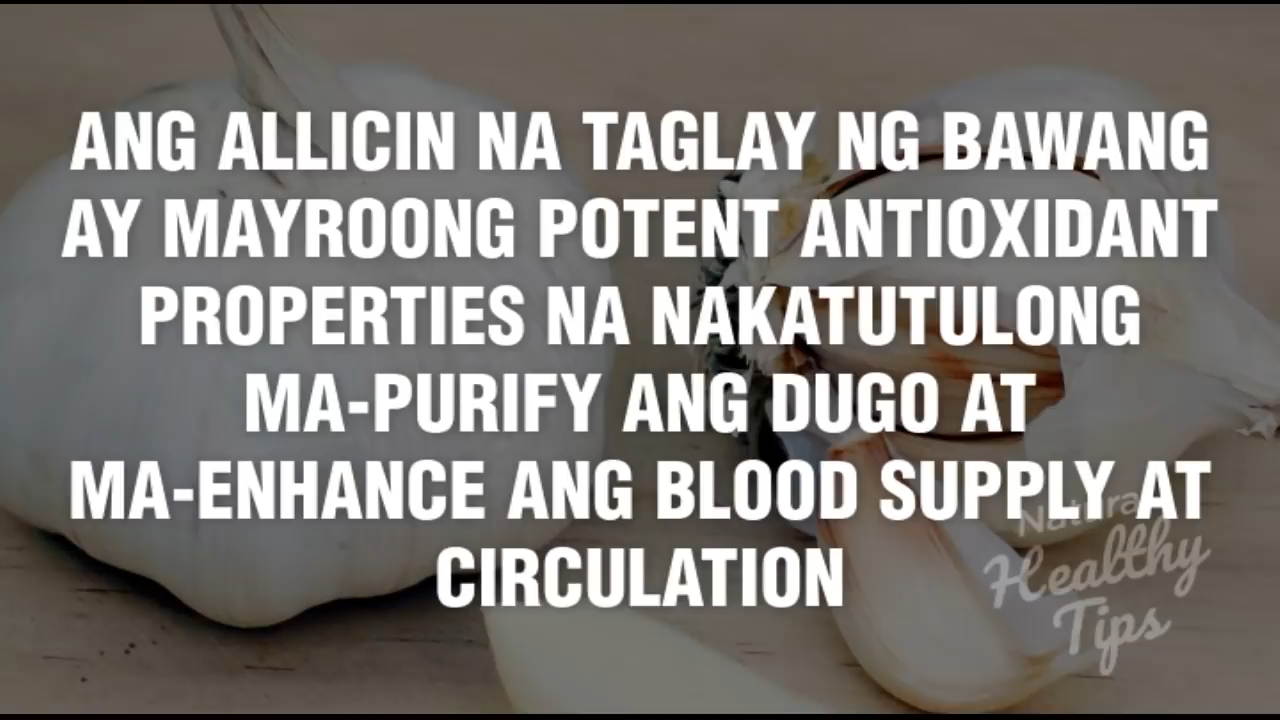 ANG ALLICIN NA TAGLAY NG BAWANG
AY MAYROONG POTENT ANTIOXIDANT
PROPERTIES NA NAKATUTULONG
MA-PURIFY ANG DUGO AT
MA-ENHANCE ANG BLOOD SUPPLY AT
CIRCULATION
Natural
Healthy
Tips